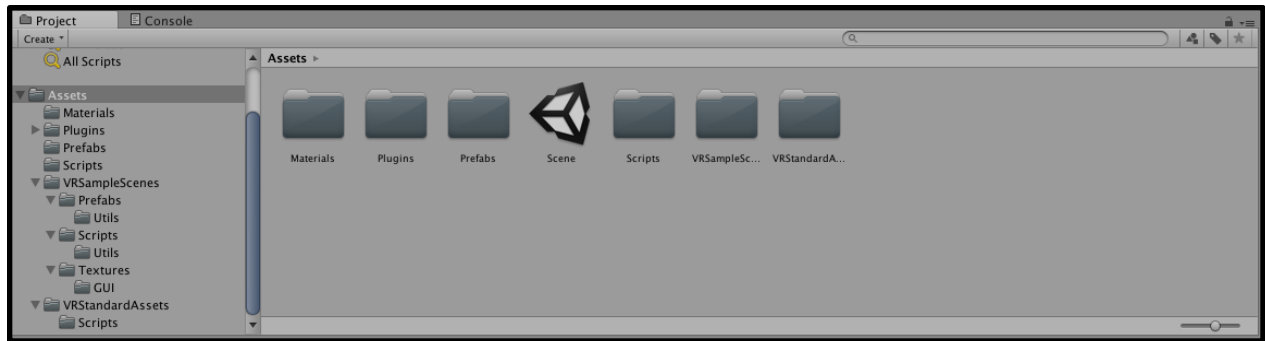 Project
Console
Create
All Scripts
Assets
Materials
Plugins
Prefabs
Scripts
VRSampleScenes
Prefabs
Utils
Scripts
Utils
Textures
GUI
VRStandardAssets
Scripts
Assets
Materials Plugins Prefabs Scene Scripts VRSampleSc... VRStandardA...